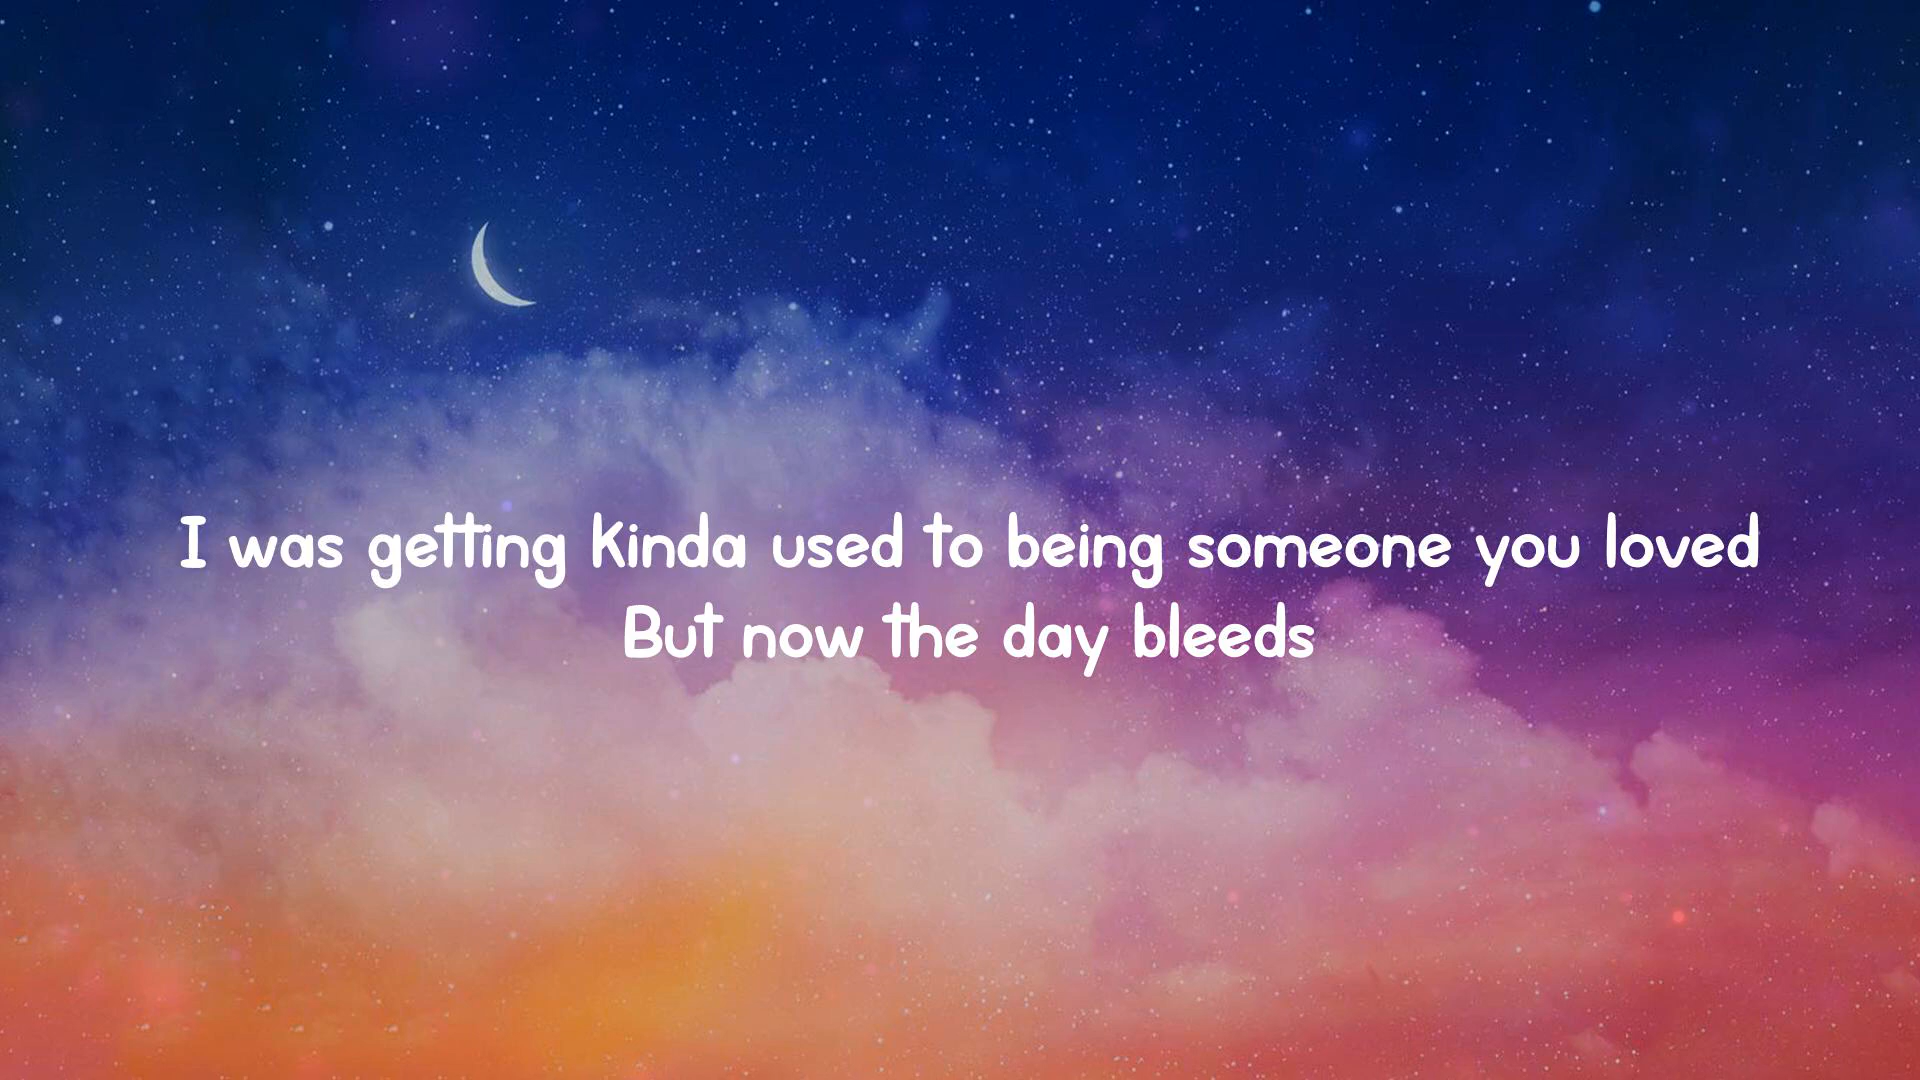 I was getting kinda used to being someone you loved
But now the day bleeds